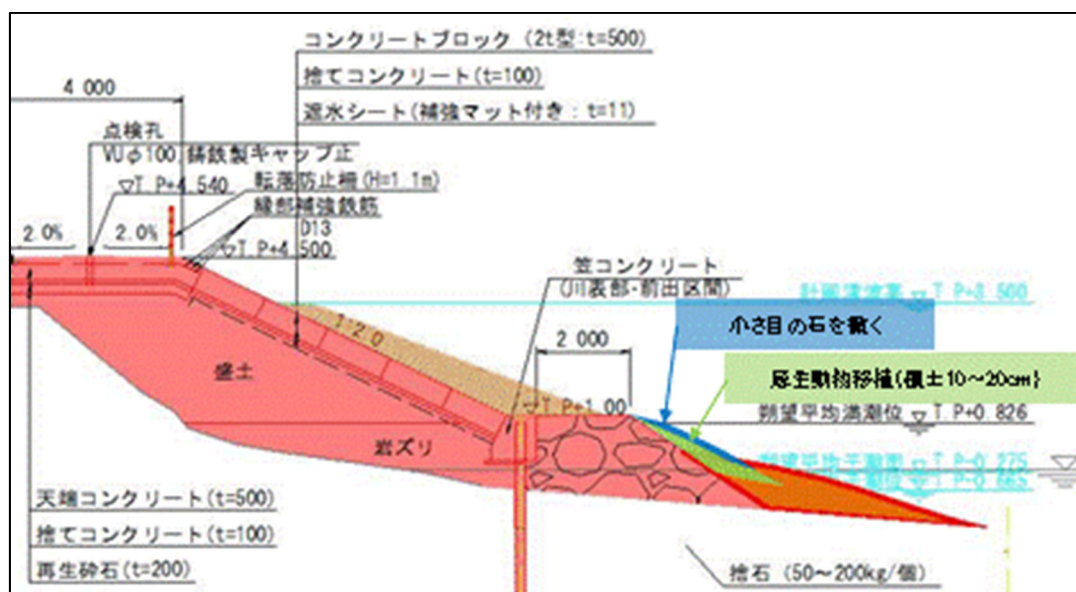 コンクリートブロック (2t型:t=500)
捨てコンクリート(t=100)
遮水シート(補強マット付き : t=11)
4 000
点検孔
VUφ100 鋳鉄製キャップ止
▽T.P+4.540
転落防止柵(H=1.1m)
縁部補強鉄筋
D13
▽T.P+4.500
2.0%
2.0%
笠コンクリート
(川表部・前出区間)
小さ目の石を敷く
120
2 000
底生動物移植(覆土10~20cm)
盛土
▽T.P+1.00
朔望平均満潮位 ▽ T.P+0.826
岩ズリ
天端コンクリート(t=500)
捨てコンクリート(t=100)
再生砕石(t=200)
捨石 (50~200kg/個)